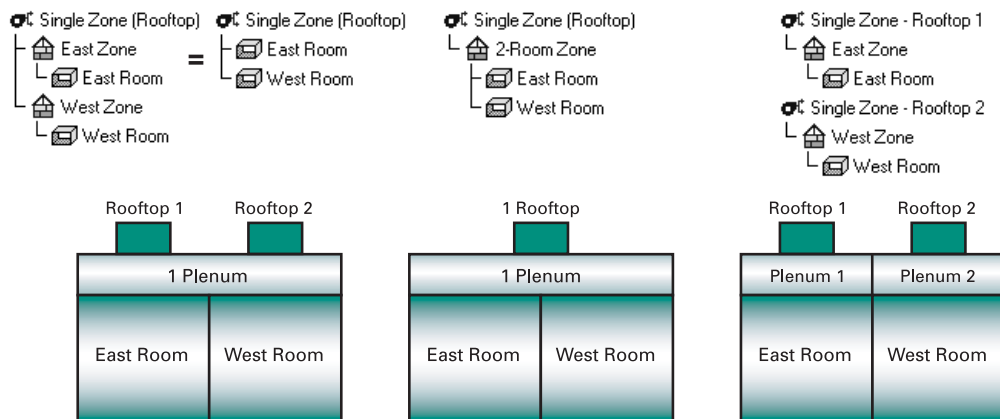 Single Zone (Rooftop)
East Zone
East Room
West Zone
West Room
=
Single Zone (Rooftop)
East Room
West Room
Single Zone (Rooftop)
2-Room Zone
East Room
West Room
Single Zone - Rooftop 1
East Zone
East Room
Single Zone - Rooftop 2
West Zone
West Room
Rooftop 1 Rooftop 2
1 Plenum
East Room West Room
1 Rooftop
1 Plenum
East Room West Room
Rooftop 1 Rooftop 2
Plenum 1 Plenum 2
East Room West Room